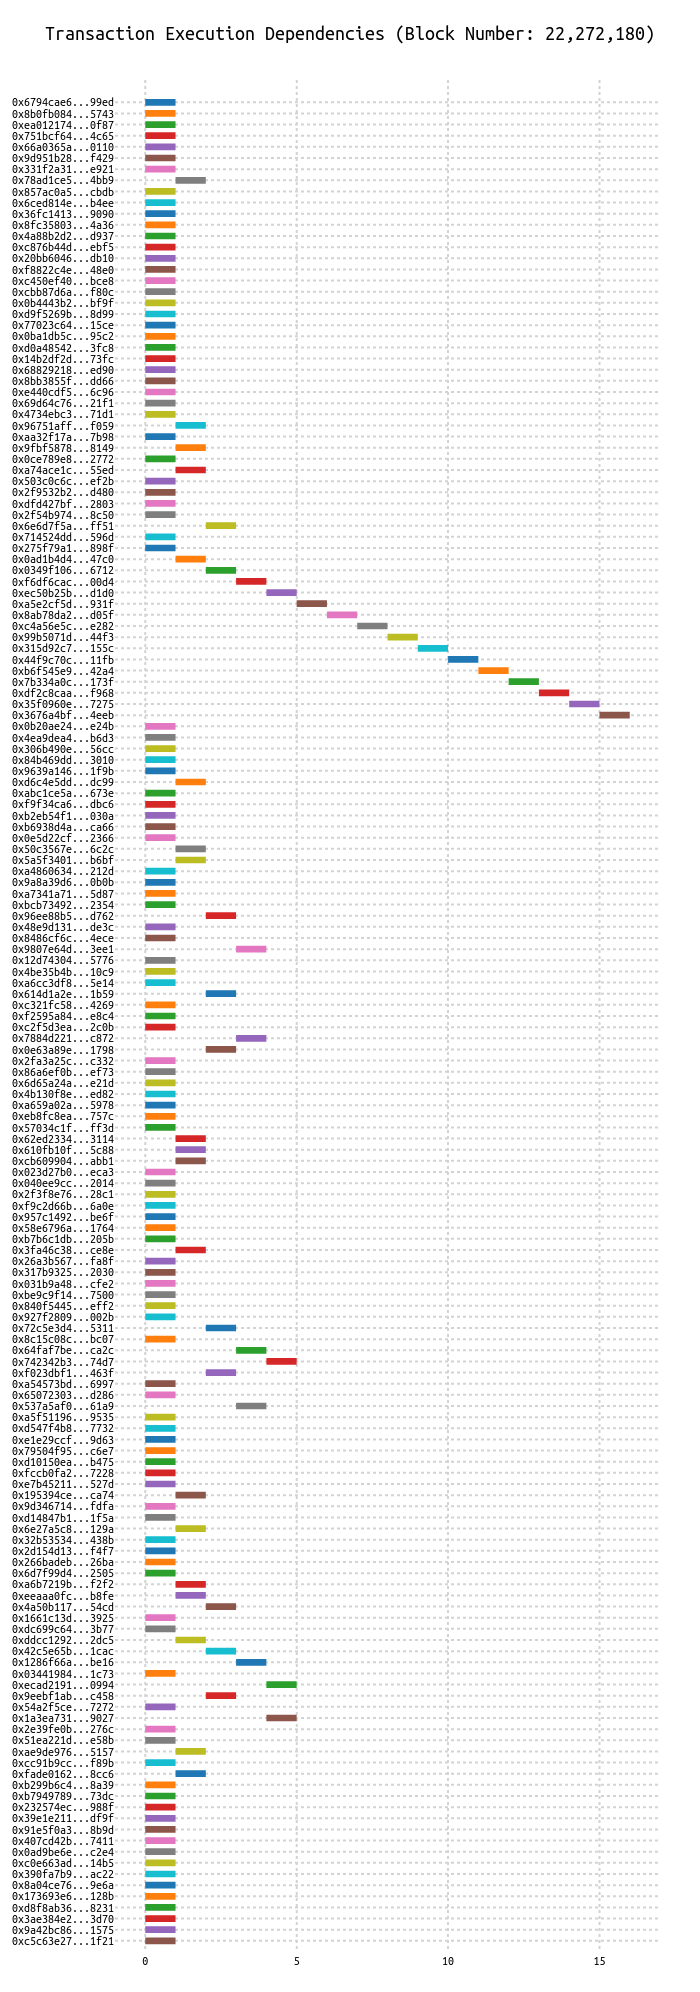 Transaction Execution Dependencies (Block Number: 22,272,180)
0x6794cae6...99ed
0x8b0fb084...5743
0xea012174...0f87
0x751bcf64...4c65
0x66a0365a...0110
0x9d951b28...f429
0x331f2a31...e921
0x78ad1ce5...4bb9
0x857ac0a5...cbdb
0x6ced814e...b4ee
0x36fc1413...9090
0x8fc35803...4a36
0x4a88b2d2...d937
0xc876b44d...ebf5
0x20bb6046...db10
0xf8822c4e...48e0
0xc450ef40...bce8
0xcbb87d6a...f80c
0x0b4443b2...bf9f
0xd9f5269b...8d99
0x77023c64...15ce
0x0ba1db5c...95c2
0xd0a48542...3fc8
0x14b2df2d...73fc
0x68829218...ed90
0x8bb3855f...dd66
0xe440cdf5...6c96
0x69d64c76...21f1
0x4734ebc3...71d1
0x96751aff...f059
0xaa32f17a...7b98
0x9fbf5878...8149
0x0ce789e8...2772
0xa74ace1c...55ed
0x503c0c6c...ef2b
0x2f9532b2...d480
0xdfd427bf...2803
0x2f54b974...8c50
0x6e6d7f5a...ff51
0x714524dd...596d
0x275f79a1...898f
0x0ad1b4d4...47c0
0x0349f106...6712
0xf6df6cac...00d4
0xec50b25b...d1d0
0xa5e2cf5d...931f
0x8ab78da2...d05f
0xc4a56e5c...e282
0x99b5071d...44f3
0x315d92c7...155c
0x44f9c70c...11fb
0xb6f545e9...42a4
0x7b334a0c...173f
0xdf2c8caa...f968
0x35f0960e...7275
0x3676a4bf...4eeb
0x0b20ae24...e24b
0x4ea9dea4...b6d3
0x306b490e...56cc
0x84b469dd...3010
0x9639a146...1f9b
0xd6c4e5dd...dc99
0xabc1ce5a...673e
0xf9f34ca6...dbc6
0xb2eb54f1...030a
0xb6938d4a...ca66
0x0e5d22cf...2366
0x50c3567e...6c2c
0x5a5f3401...b6bf
0xa4860634...212d
0x9a8a39d6...0b0b
0xa7341a71...5d87
0xbcb73492...2354
0x96ee88b5...d762
0x48e9d131...de3c
0x8486cf6c...4ece
0x9807e64d...3ee1
0x12d74304...5776
0x4be35b4b...10c9
0xa6cc3df8...5e14
0x614d1a2e...1b59
0xc321fc58...4269
0xf2595a84...e8c4
0xc2f5d3ea...2c0b
0x7884d221...c872
0x0e63a89e...1798
0x2fa3a25c...c332
0x86a6ef0b...ef73
0x6d65a24a...e21d
0x4b130f8e...ed82
0xa659a02a...5978
0xeb8fc8ea...757c
0x57034c1f...ff3d
0x62ed2334...3114
0x610fb10f...5c88
0xcb609904...abb1
0x023d27b0...eca3
0x040ee9cc...2014
0x2f3f8e76...28c1
0xf9c2d66b...6a0e
0x957c1492...be6f
0x58e6796a...1764
0xb7b6c1db...205b
0x3fa46c38...ce8e
0x26a3b567...fa8f
0x317b9325...2030
0x031b9a48...cfe2
0xbe9c9f14...7500
0x840f5445...eff2
0x927f2809...002b
0x72c5e3d4...5311
0x8c15c08c...bc07
0x64faf7be...ca2c
0x742342b3...74d7
0xf023dbf1...463f
0xa54573bd...6997
0x65072303...d286
0x537a5af0...61a9
0xa5f51196...9535
0xd547f4b8...7732
0xe1e29ccf...9d63
0x79504f95...c6e7
0xd10150ea...b475
0xfccb0fa2...7228
0xe7b45211...527d
0x195394ce...ca74
0x9d346714...fdfa
0xd14847b1...1f5a
0x6e27a5c8...129a
0x32b53534...438b
0x2d154d13...f4f7
0x266badeb...26ba
0x6d7f99d4...2505
0xa6b7219b...f2f2
0xeeaaa0fc...b8fe
0x4a50b117...54cd
0x1661c13d...3925
0xdc699c64...3b77
0xddcc1292...2dc5
0x42c5e65b...1cac
0x1286f66a...be16
0x03441984...1c73
0xecad2191...0994
0x9eebf1ab...c458
0x54a2f5ce...7272
0x1a3ea731...9027
0x2e39fe0b...276c
0x51ea221d...e58b
0xae9de976...5157
0xcc91b9cc...f89b
0xfade0162...8cc6
0xb299b6c4...8a39
0xb7949789...73dc
0x232574ec...988f
0x39e1e211...df9f
0x91e5f0a3...8b9d
0x407cd42b...7411
0x0ad9be6e...c2e4
0xc0e663ad...14b5
0x390fa7b9...ac22
0x8a04ce76...9e6a
0x173693e6...128b
0xd8f8ab36...8231
0x3ae384e2...3d70
0x9a42bc86...1575
0xc5c63e27...1f21
0 5 10 15